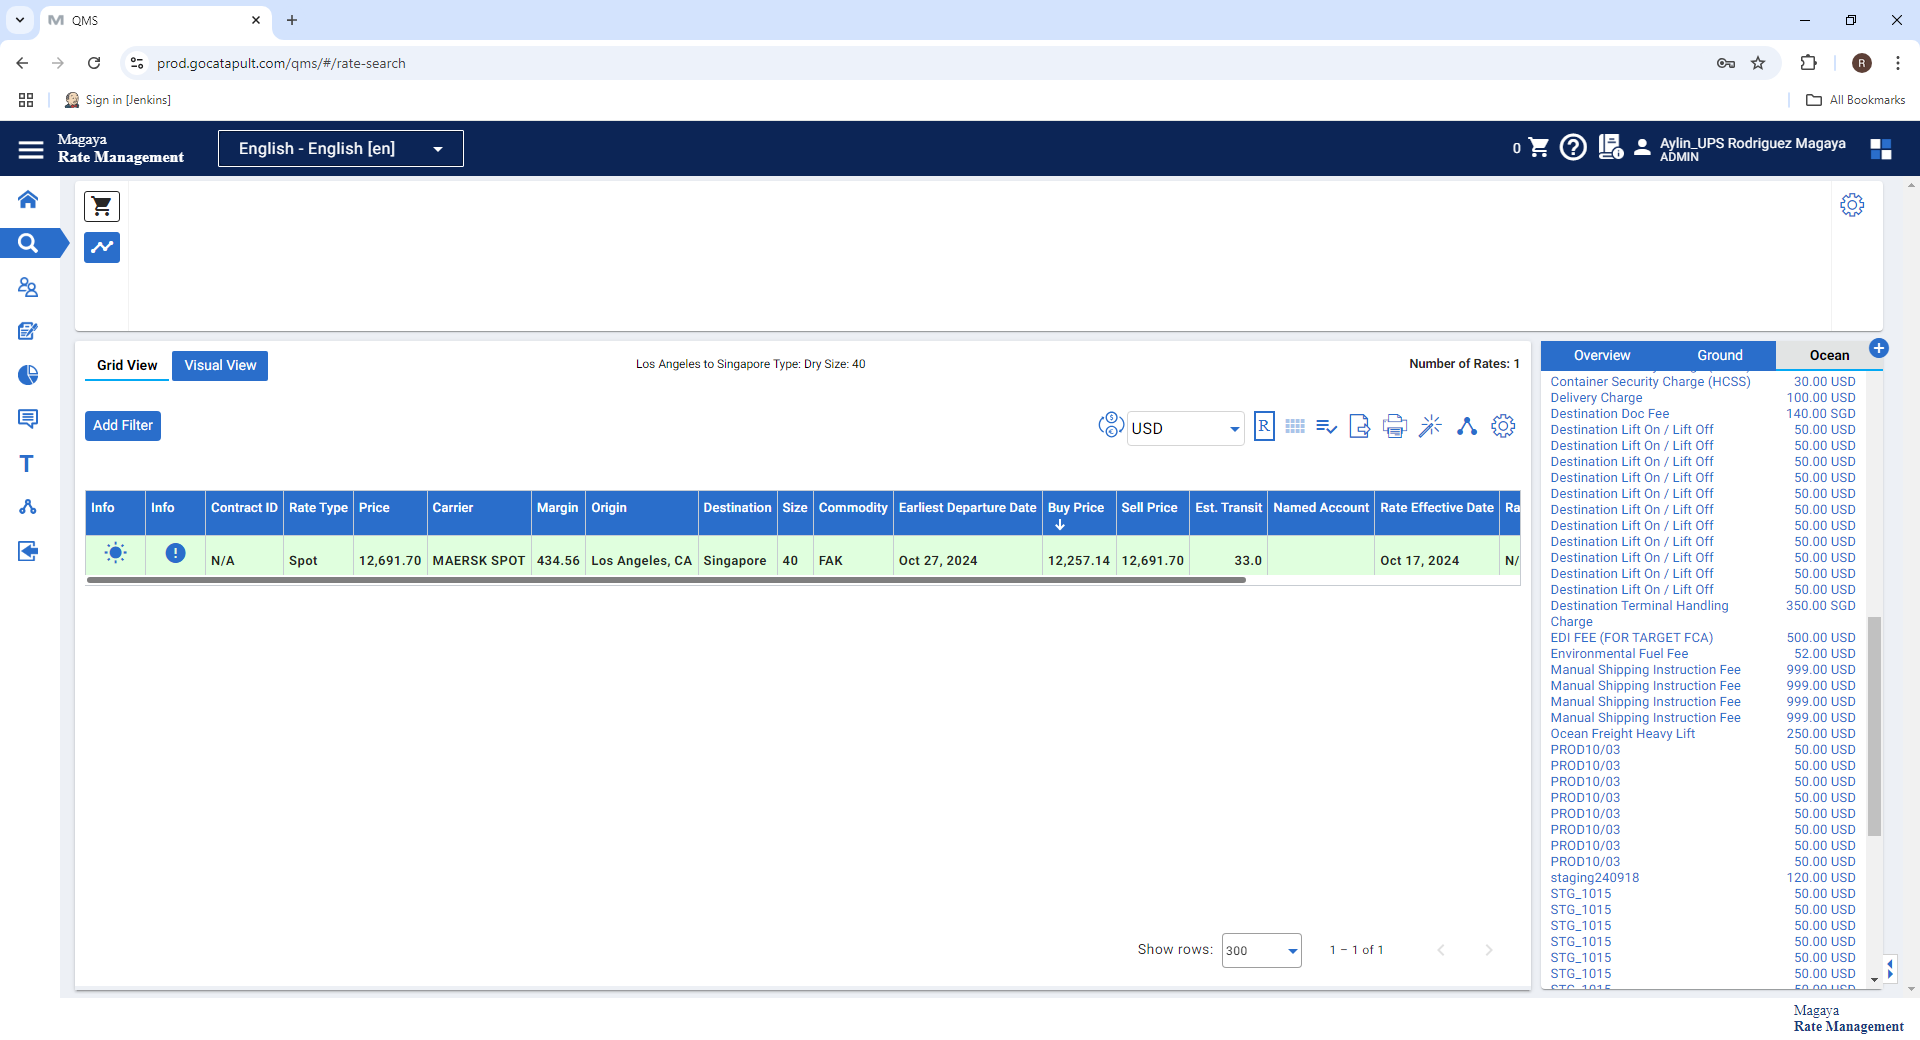 QMS
prod.gocatapult.com/qms/#/rate-search
R
Sign in [Jenkins]
All Bookmarks
Magaya
Rate Management
English - English [en]
0
Aylin_UPS Rodriguez Magaya
ADMIN
Grid View
Visual View
Los Angeles to Singapore Type: Dry Size: 40
Number of Rates: 1
Add Filter
USD
R
Info Info Contract ID Rate Type Price Carrier Margin Origin Destination Size Commodity Earliest Departure Date Buy Price Sell Price Est. Transit Named Account Rate Effective Date Ra
N/A Spot 12,691.70 MAERSK SPOT 434.56 Los Angeles, CA Singapore 40 FAK Oct 27, 2024 12,257.14 12,691.70 33.0 Oct 17, 2024 N/
Show rows: 300 1 – 1 of 1
Overview Ground Ocean
Container Security Charge (HCSS) 30.00 USD
Delivery Charge 100.00 USD
Destination Doc Fee 140.00 SGD
Destination Lift On / Lift Off 50.00 USD
Destination Lift On / Lift Off 50.00 USD
Destination Lift On / Lift Off 50.00 USD
Destination Lift On / Lift Off 50.00 USD
Destination Lift On / Lift Off 50.00 USD
Destination Lift On / Lift Off 50.00 USD
Destination Lift On / Lift Off 50.00 USD
Destination Lift On / Lift Off 50.00 USD
Destination Lift On / Lift Off 50.00 USD
Destination Lift On / Lift Off 50.00 USD
Destination Lift On / Lift Off 50.00 USD
Destination Terminal Handling 350.00 SGD
Charge
EDI FEE (FOR TARGET FCA) 500.00 USD
Environmental Fuel Fee 52.00 USD
Manual Shipping Instruction Fee 999.00 USD
Manual Shipping Instruction Fee 999.00 USD
Manual Shipping Instruction Fee 999.00 USD
Manual Shipping Instruction Fee 999.00 USD
Ocean Freight Heavy Lift 250.00 USD
PROD10/03 50.00 USD
PROD10/03 50.00 USD
PROD10/03 50.00 USD
PROD10/03 50.00 USD
PROD10/03 50.00 USD
PROD10/03 50.00 USD
PROD10/03 50.00 USD
PROD10/03 50.00 USD
staging240918 120.00 USD
STG_1015 50.00 USD
STG_1015 50.00 USD
STG_1015 50.00 USD
STG_1015 50.00 USD
STG_1015 50.00 USD
STG_1015 50.00 USD
STG_1015 50.00 USD
Magaya
Rate Management